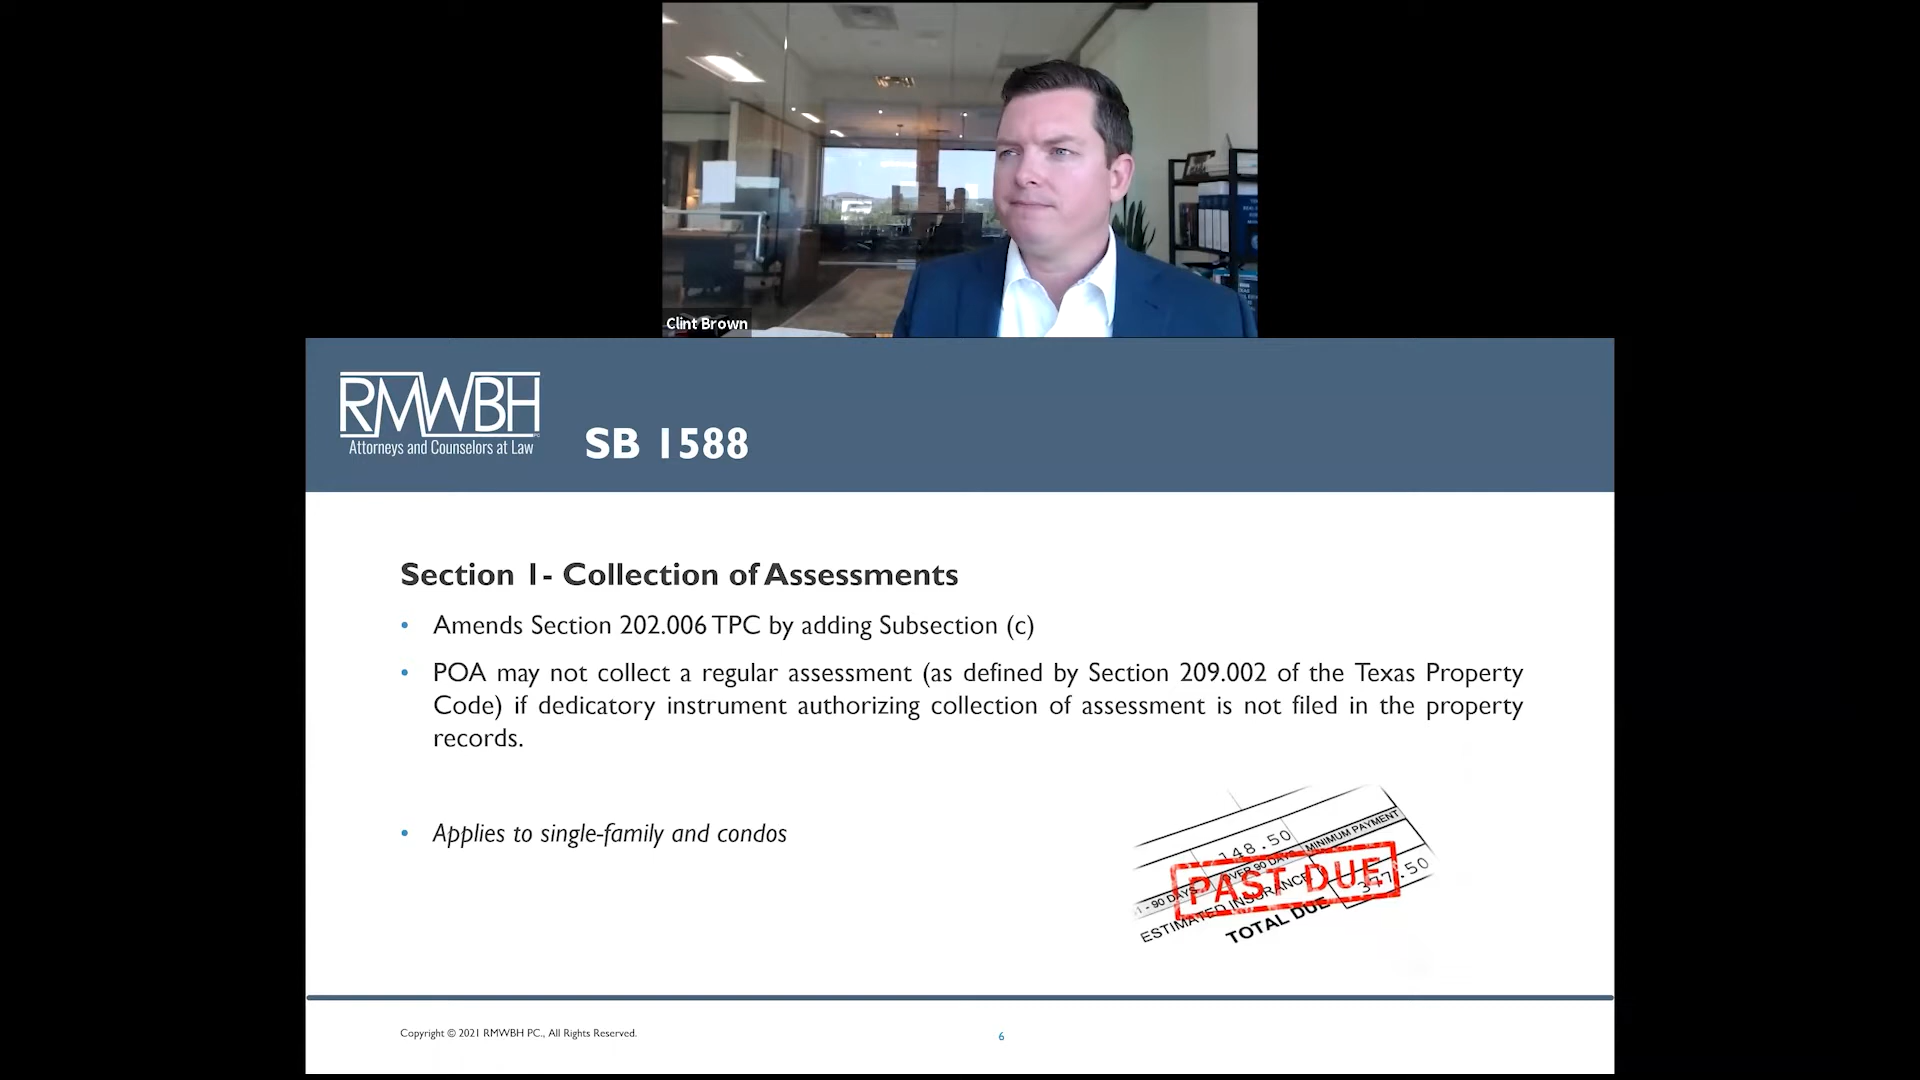 Clint Brown
RMWBH
PC
Attorneys and Counselors at Law
SB 1588
Section 1- Collection of Assessments
• Amends Section 202.006 TPC by adding Subsection (c)
• POA may not collect a regular assessment (as defined by Section 209.002 of the Texas Property
Code) if dedicatory instrument authorizing collection of assessment is not filed in the property
records.
• Applies to single-family and condos
148.50
OVER 90 DAYS
MINIMUM PAYMENT
1 - 90 DAYS
PAST DUE
377.50
ESTIMATED INSURANCE
TOTAL DUE
Copyright © 2021 RMWBH PC., All Rights Reserved.
6